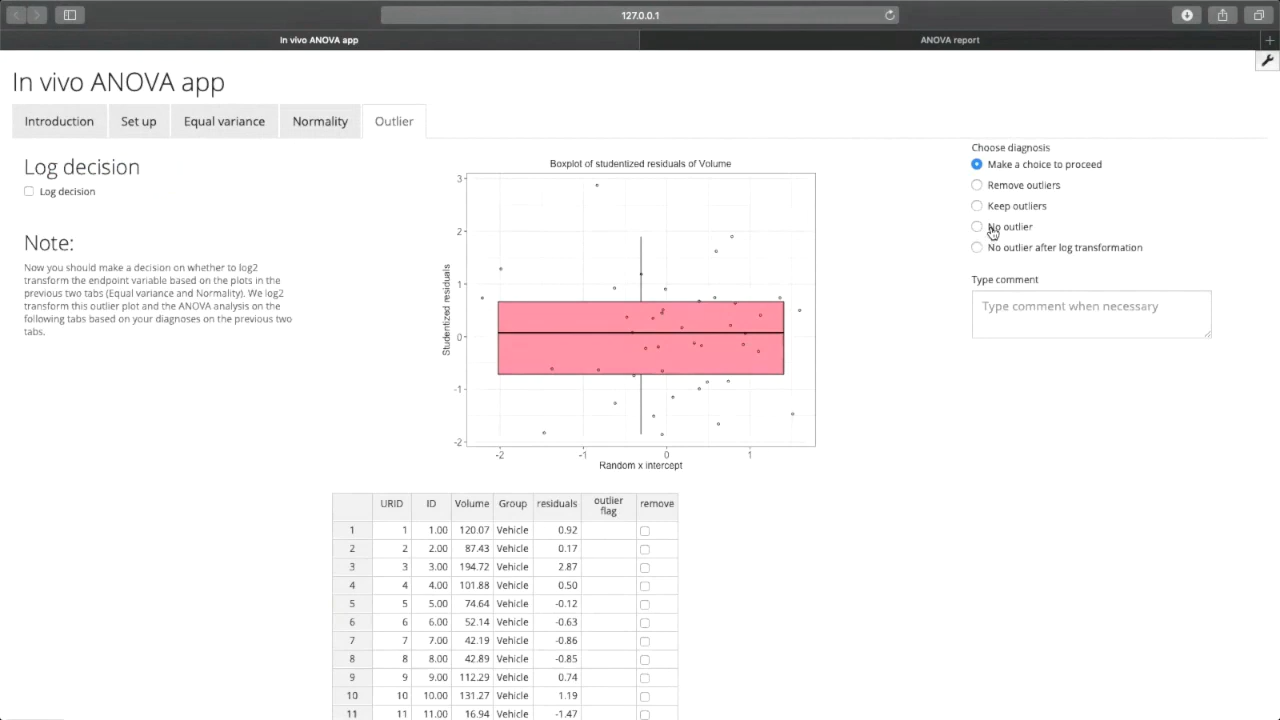 127.0.0.1
In vivo ANOVA app
ANOVA report
In vivo ANOVA app
Introduction
Set up
Equal variance
Normality
Outlier
Log decision
Log decision
Note:
Now you should make a decision on whether to log2
transform the endpoint variable based on the plots in the
previous two tabs (Equal variance and Normality). We log2
transform this outlier plot and the ANOVA analysis on the
following tabs based on your diagnoses on the previous two
tabs.
Boxplot of studentized residuals of Volume
Studentized residuals
3
2
1
0
-1
-2
-2 -1 0 1
Random x intercept
Choose diagnosis
Make a choice to proceed
Remove outliers
Keep outliers
No outlier
No outlier after log transformation
Type comment
Type comment when necessary
URID ID Volume Group residuals outlier flag remove
1 1 1.00 120.07 Vehicle 0.92
2 2 2.00 87.43 Vehicle 0.17
3 3 3.00 194.72 Vehicle 2.87
4 4 4.00 101.88 Vehicle 0.50
5 5 5.00 74.64 Vehicle -0.12
6 6 6.00 52.14 Vehicle -0.63
7 7 7.00 42.19 Vehicle -0.86
8 8 8.00 42.89 Vehicle -0.85
9 9 9.00 112.29 Vehicle 0.74
10 10 10.00 131.27 Vehicle 1.19
11 11 11.00 16.94 Vehicle -1.47